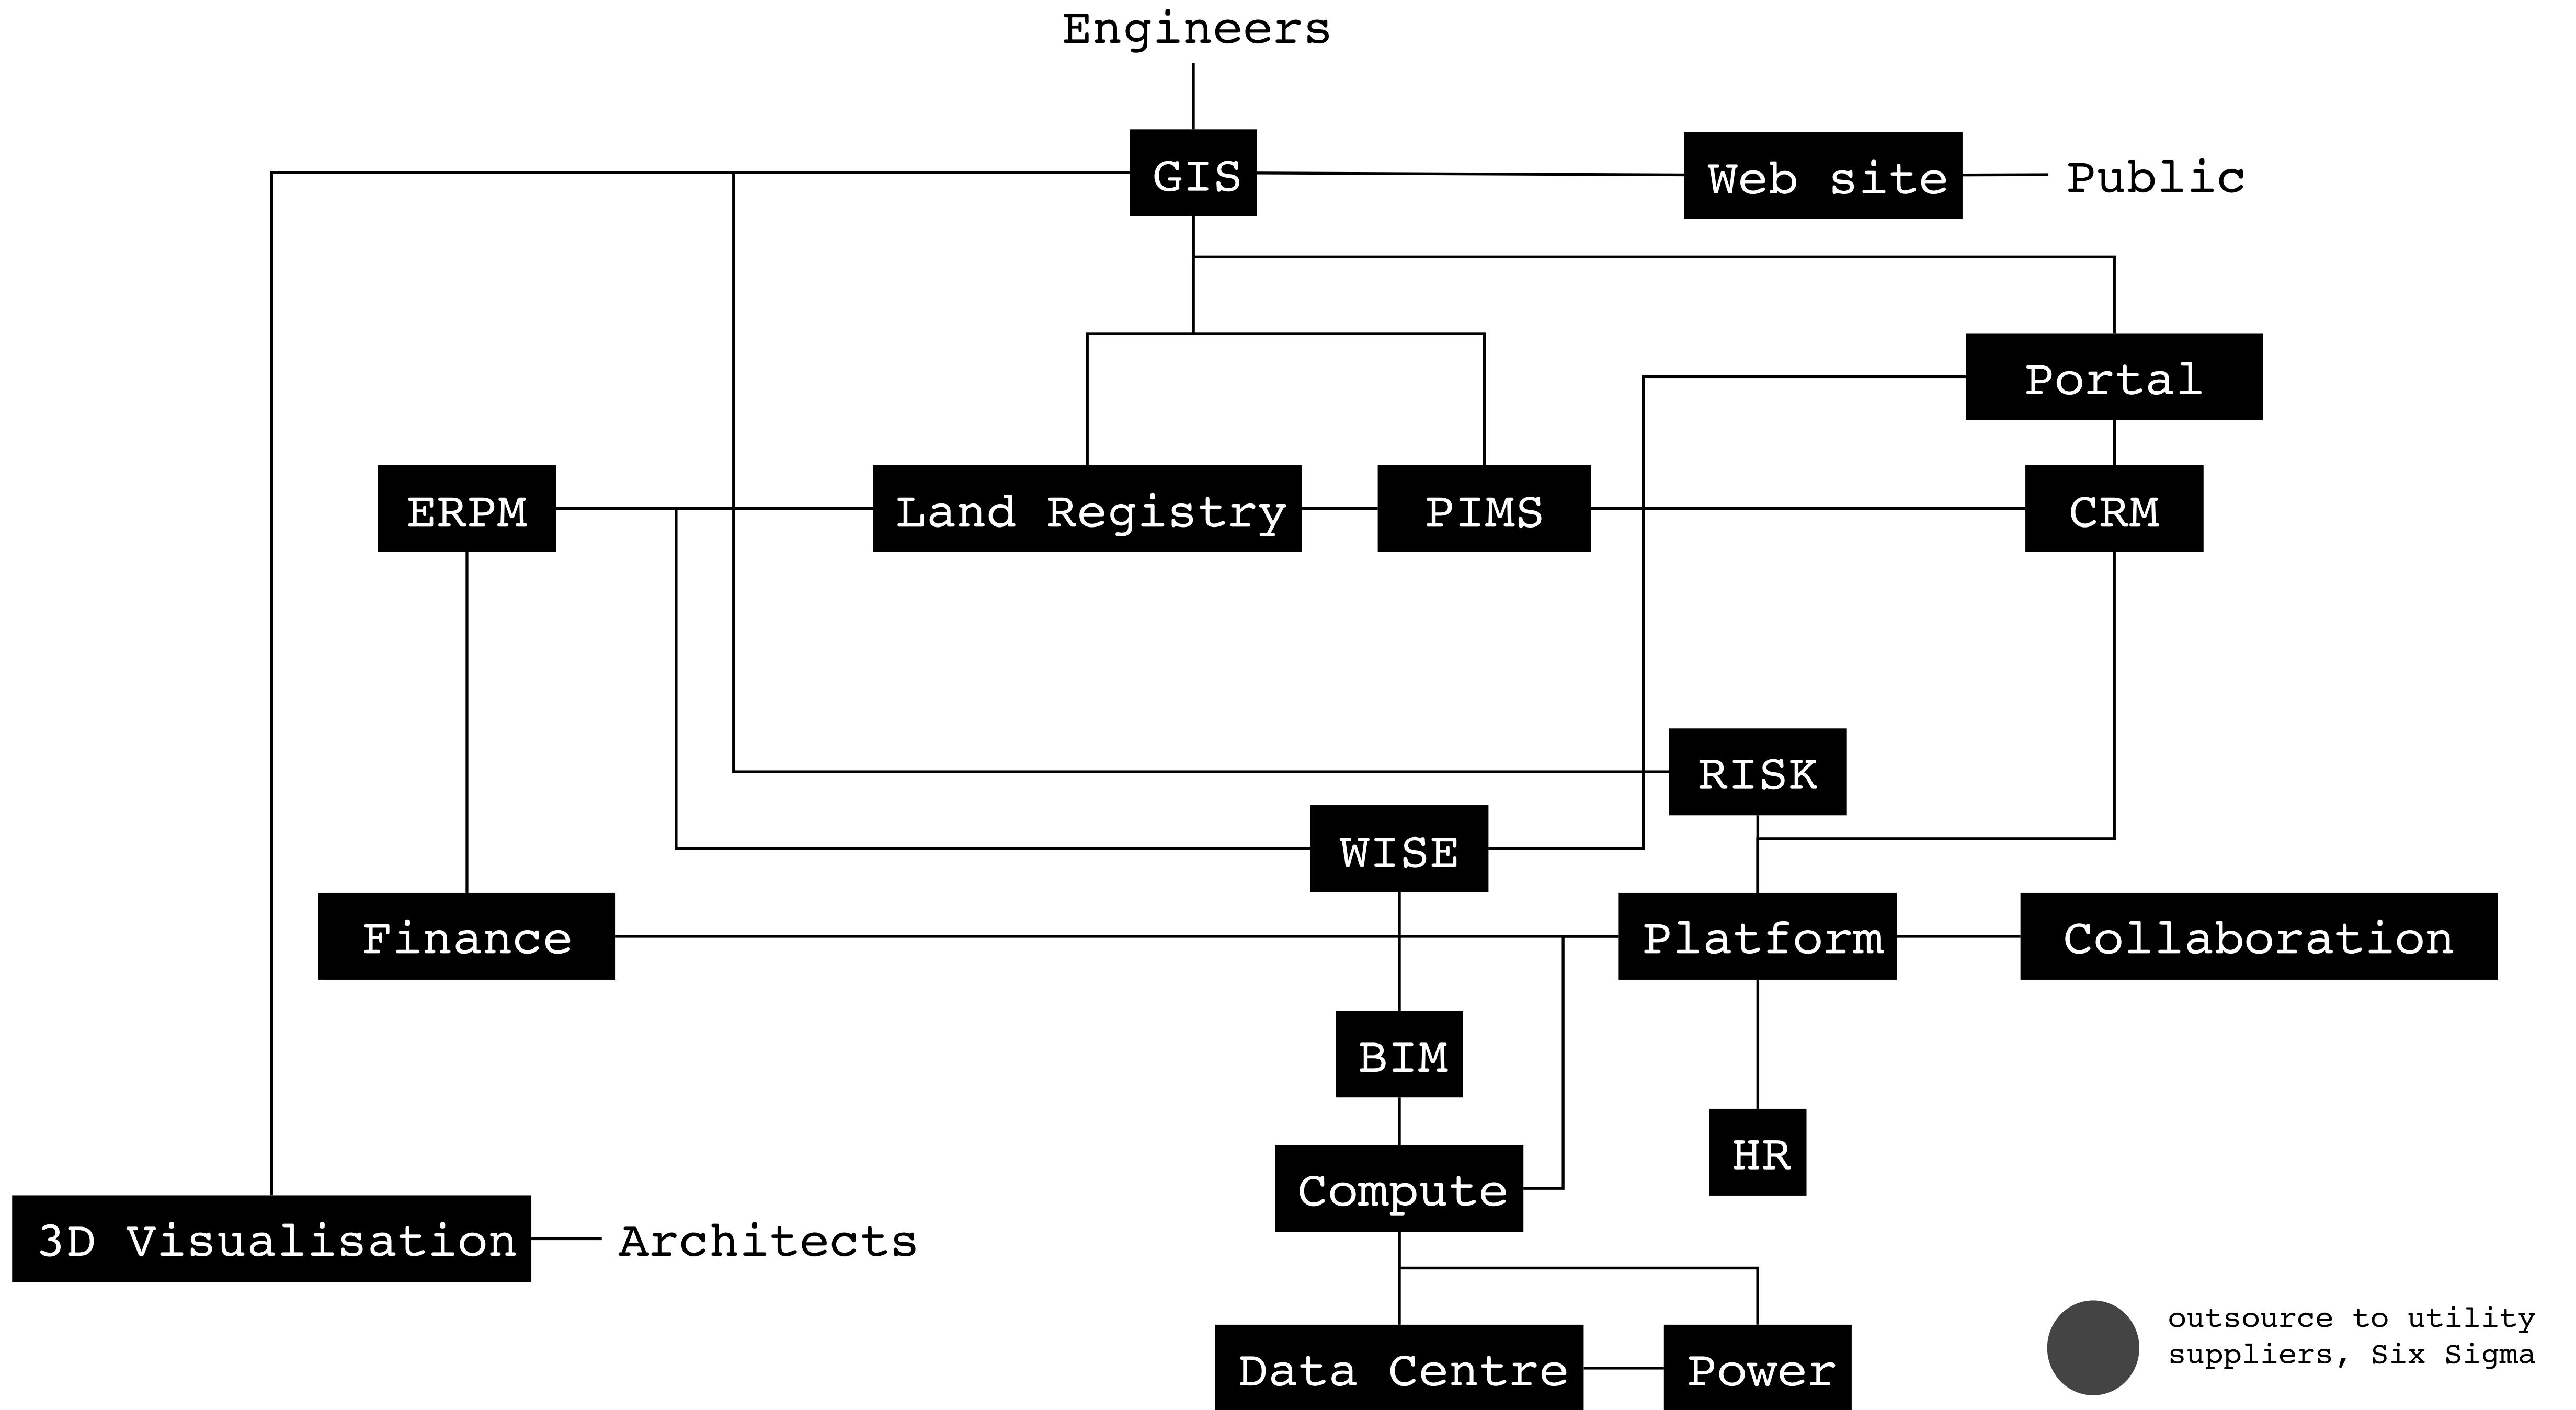 Engineers
GIS
Web site
Public
Portal
ERPM
Land Registry
PIMS
CRM
RISK
WISE
Finance
Platform
Collaboration
BIM
HR
Compute
3D Visualisation
Architects
outsource to utility
suppliers, Six Sigma
Data Centre
Power